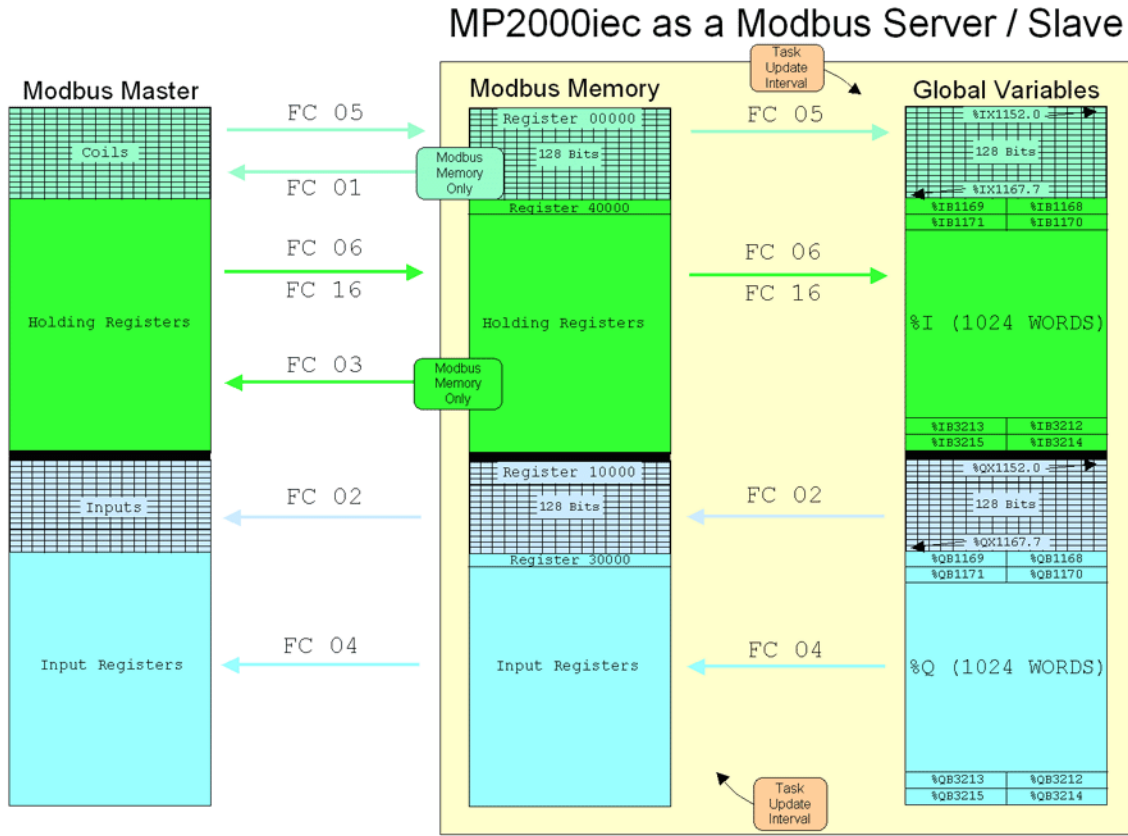 MP2000iec as a Modbus Server / Slave
Task
Update
Interval
Modbus Master
Modbus Memory
Global Variables
FC 05
Register 00000
FC 05
%IX1152.0
Coils
Modbus
Memory
Only
128 Bits
128 Bits
FC 01
%IX1167.7
Register 40000
%IB1169
%IB1168
%IB1171
%IB1170
FC 06
FC 06
FC 16
FC 16
Holding Registers
Holding Registers
%I (1024 WORDS)
FC 03
Modbus
Memory
Only
%IB3213
%IB3212
%IB3215
%IB3214
Register 10000
%QX1152.0
FC 02
FC 02
Inputs
128 Bits
128 Bits
%QX1167.7
Register 30000
%QB1169
%QB1168
%QB1171
%QB1170
FC 04
FC 04
Input Registers
Input Registers
%Q (1024 WORDS)
%QB3213
%QB3212
%QB3215
%QB3214
Task
Update
Interval